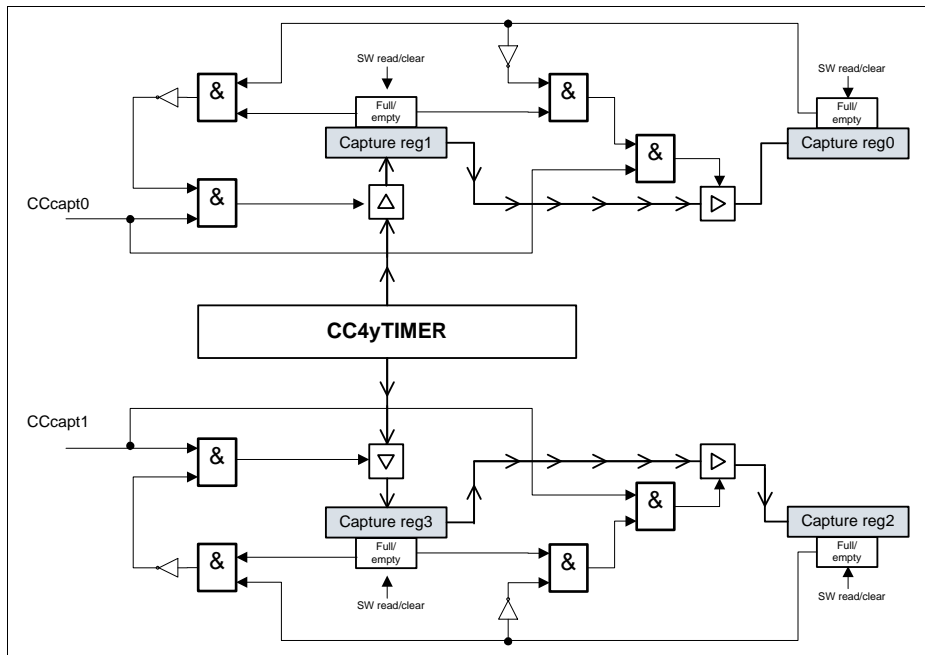 SW read/clear
SW read/clear
&
&
Full/
empty
Full/
empty
Capture reg1
Capture reg0
&
&
CCcapt0
CC4yTIMER
CCcapt1
&
&
Capture reg3
Capture reg2
Full/
empty
Full/
empty
&
&
SW read/clear
SW read/clear